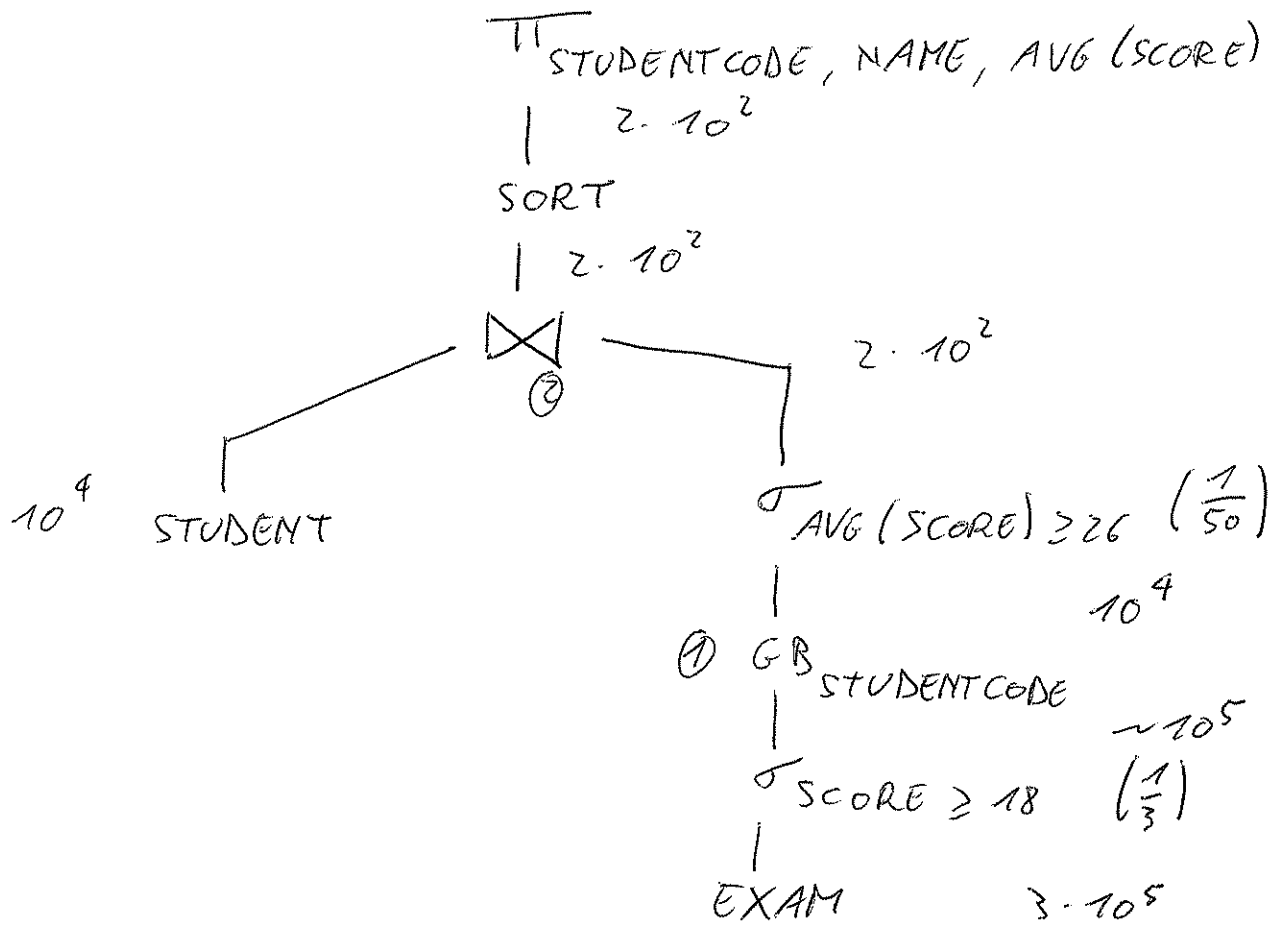 π STUDENTCODE, NAME, AVG (SCORE)
2 · 10²
SORT
2 · 10²
⋈
2 · 10²
②
10⁴ STUDENT
σ AVG (SCORE) ≥ 26 (1/50)
10⁴
① GB STUDENTCODE
~10⁵
σ SCORE ≥ 18 (1/3)
EXAM 3 · 10⁵